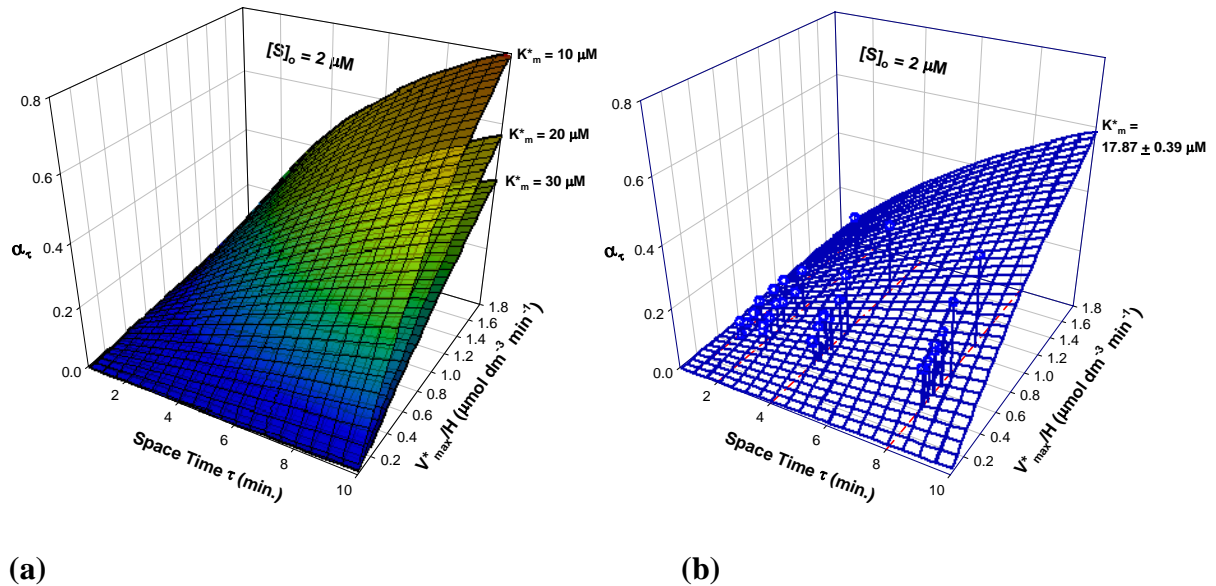 [S]o = 2 µM
K*m = 10 µM
K*m = 20 µM
K*m = 30 µM
0.8
0.6
0.4
0.2
0.0
ατ
2
4
6
8
10
Space Time τ (min.)
0.2
0.4
0.6
0.8
1.0
1.2
1.4
1.6
1.8
V*max/H (µmol dm-3 min-1)
(a)
[S]o = 2 µM
K*m =
17.87 ± 0.39 µM
0.8
0.6
0.4
0.2
0.0
ατ
2
4
6
8
10
Space Time τ (min.)
0.2
0.4
0.6
0.8
1.0
1.2
1.4
1.6
1.8
V*max/H (µmol dm-3 min-1)
(b)